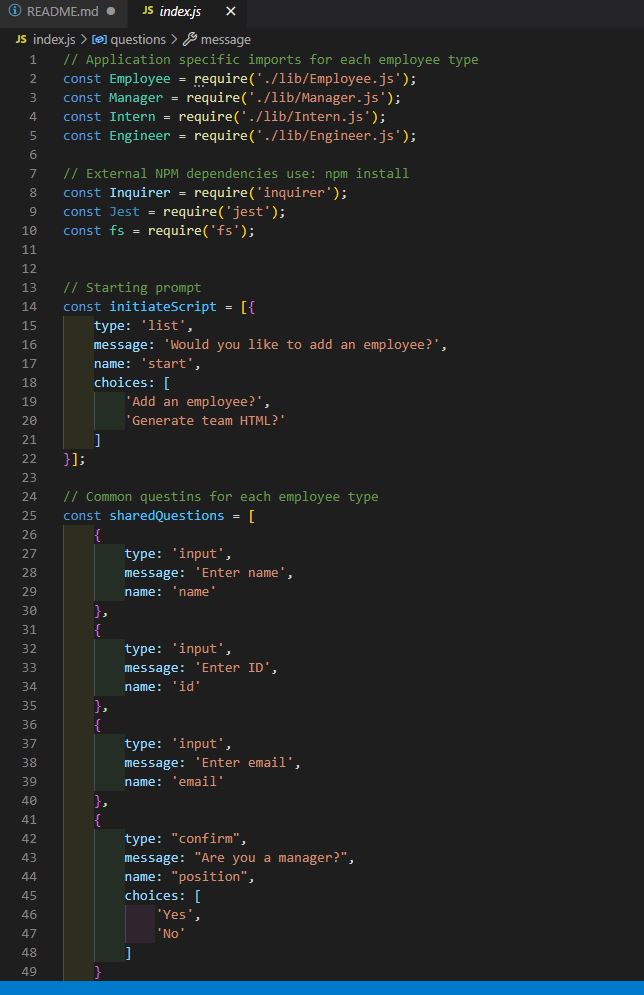 README.md
JS index.js
JS index.js > questions > message
1 // Application specific imports for each employee type
2 const Employee = require('./lib/Employee.js');
3 const Manager = require('./lib/Manager.js');
4 const Intern = require('./lib/Intern.js');
5 const Engineer = require('./lib/Engineer.js');
6
7 // External NPM dependencies use: npm install
8 const Inquirer = require('inquirer');
9 const Jest = require('jest');
10 const fs = require('fs');
11
12
13 // Starting prompt
14 const initiateScript = [{
15     type: 'list',
16     message: 'Would you like to add an employee?',
17     name: 'start',
18     choices: [
19         'Add an employee?',
20         'Generate team HTML?'
21     ]
22 }];
23
24 // Common questins for each employee type
25 const sharedQuestions = [
26     {
27         type: 'input',
28         message: 'Enter name',
29         name: 'name'
30     },
31     {
32         type: 'input',
33         message: 'Enter ID',
34         name: 'id'
35     },
36     {
37         type: 'input',
38         message: 'Enter email',
39         name: 'email'
40     },
41     {
42         type: "confirm",
43         message: "Are you a manager?",
44         name: "position",
45         choices: [
46             'Yes',
47             'No'
48         ]
49     }